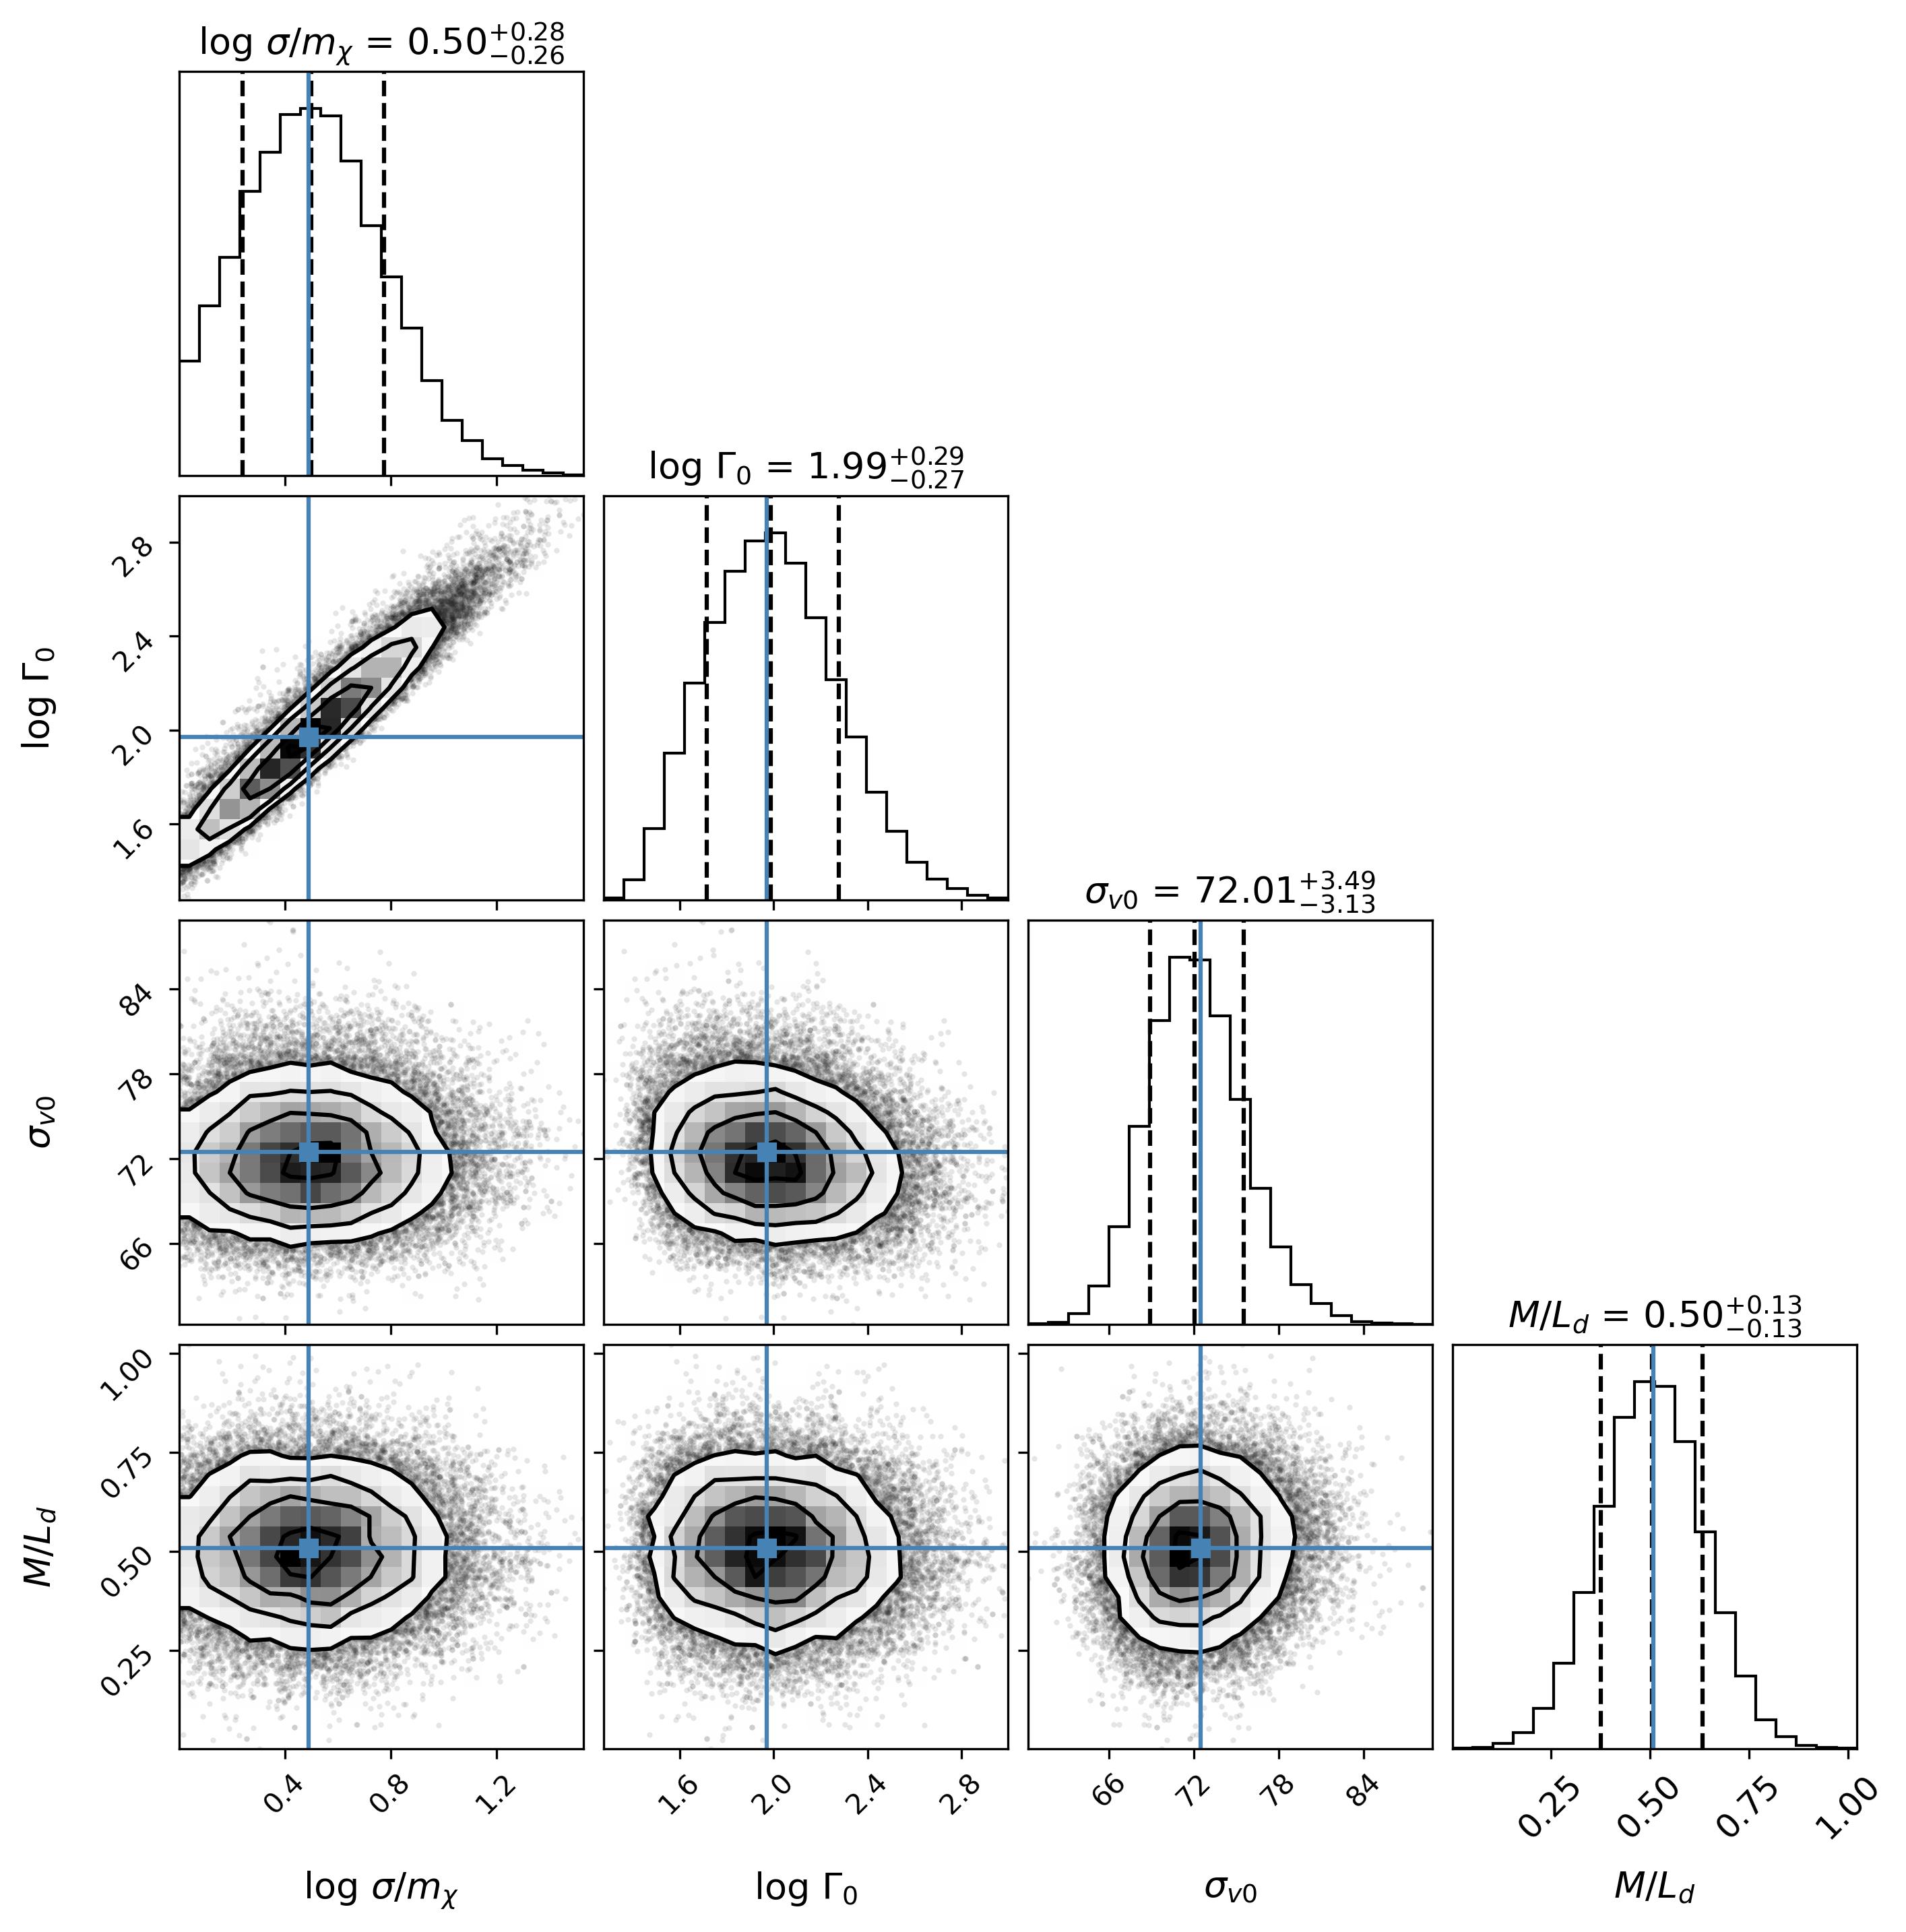 log σ/m_χ = 0.50^{+0.28}_{−0.26}
log Γ_0 = 1.99^{+0.29}_{−0.27}
log Γ_0
2.8
2.4
2.0
1.6
σ_{v0} = 72.01^{+3.49}_{−3.13}
σ_{v0}
84
78
72
66
M/L_d = 0.50^{+0.13}_{−0.13}
M/L_d
1.00
0.75
0.50
0.25
0.4 0.8 1.2 1.6 2.0 2.4 2.8 66 72 78 84 0.25 0.50 0.75 1.00
log σ/m_χ log Γ_0 σ_{v0} M/L_d